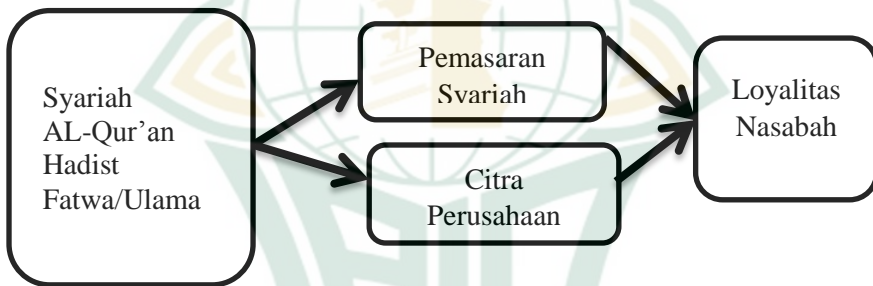 Syariah
AL-Qur’an
Hadist
Fatwa/Ulama
Pemasaran
Syariah
Citra
Perusahaan
Loyalitas
Nasabah